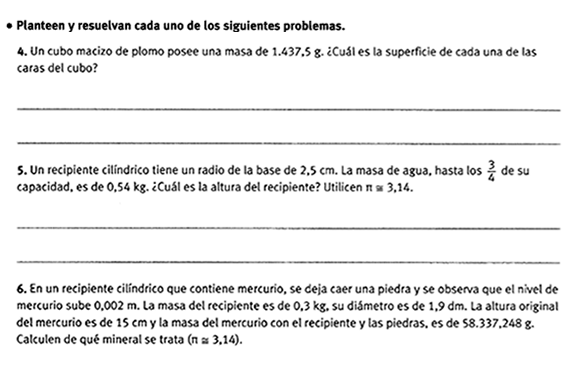 • Planteen y resuelvan cada uno de los siguientes problemas.
4. Un cubo macizo de plomo posee una masa de 1.437,5 g. ¿Cuál es la superficie de cada una de las
caras del cubo?
5. Un recipiente cilíndrico tiene un radio de la base de 2,5 cm. La masa de agua, hasta los 3/4 de su
capacidad, es de 0,54 kg. ¿Cuál es la altura del recipiente? Utilicen π ≅ 3,14.
6. En un recipiente cilíndrico que contiene mercurio, se deja caer una piedra y se observa que el nivel de
mercurio sube 0,002 m. La masa del recipiente es de 0,3 kg, su diámetro es de 1,9 dm. La altura original
del mercurio es de 15 cm y la masa del mercurio con el recipiente y las piedras, es de 58.337,248 g.
Calculen de qué mineral se trata (π ≅ 3,14).